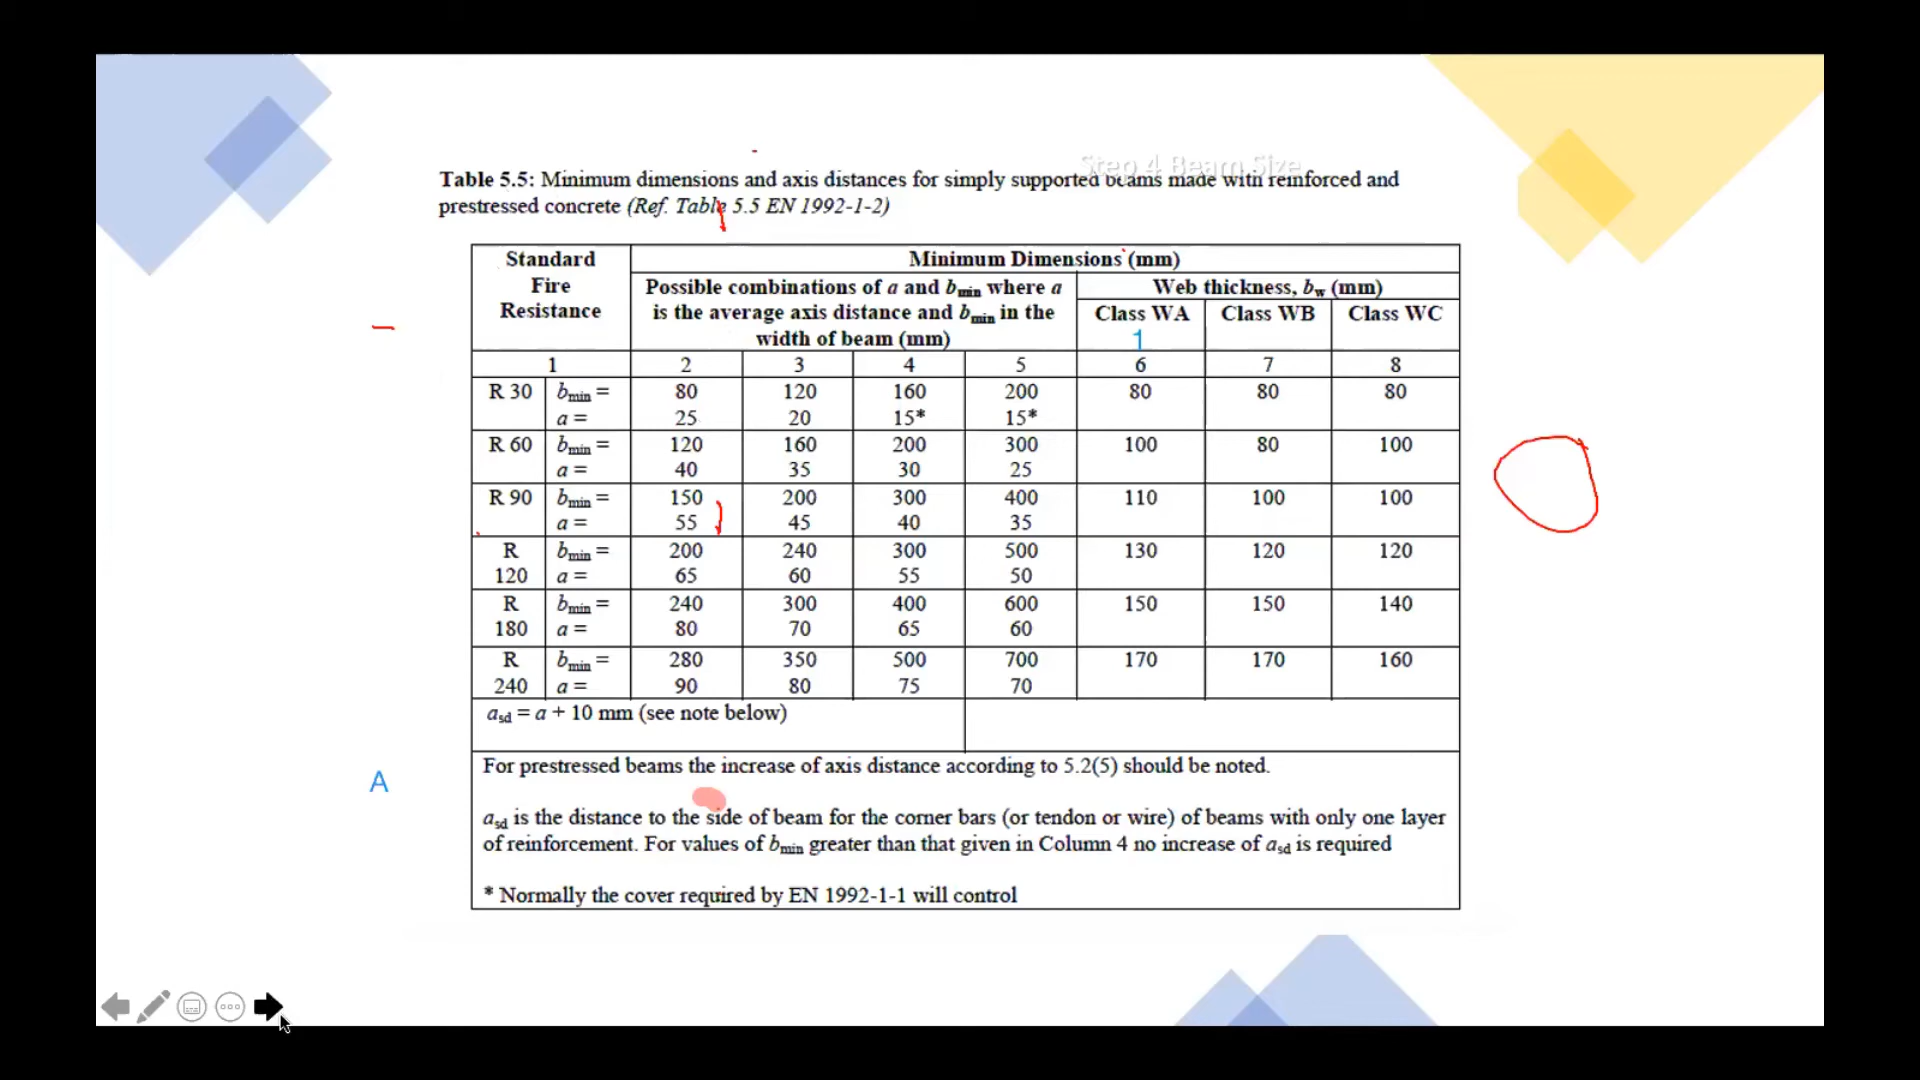 Step 4 Beam Size
Table 5.5: Minimum dimensions and axis distances for simply supported beams made with reinforced and
prestressed concrete (Ref. Table 5.5 EN 1992-1-2)
Standard Fire Resistance
Minimum Dimensions (mm)
Possible combinations of a and bmin where a
is the average axis distance and bmin in the
width of beam (mm)
Web thickness, bw (mm)
Class WA Class WB Class WC
1
1 2 3 4 5 6 7 8
R 30 bmin = 80 120 160 200 80 80 80
a = 25 20 15* 15*
R 60 bmin = 120 160 200 300 100 80 100
a = 40 35 30 25
R 90 bmin = 150 200 300 400 110 100 100
a = 55 45 40 35
R bmin = 200 240 300 500 130 120 120
120 a = 65 60 55 50
R bmin = 240 300 400 600 150 150 140
180 a = 80 70 65 60
R bmin = 280 350 500 700 170 170 160
240 a = 90 80 75 70
asd = a + 10 mm (see note below)
For prestressed beams the increase of axis distance according to 5.2(5) should be noted.
A
asd is the distance to the side of beam for the corner bars (or tendon or wire) of beams with only one layer
of reinforcement. For values of bmin greater than that given in Column 4 no increase of asd is required
* Normally the cover required by EN 1992-1-1 will control